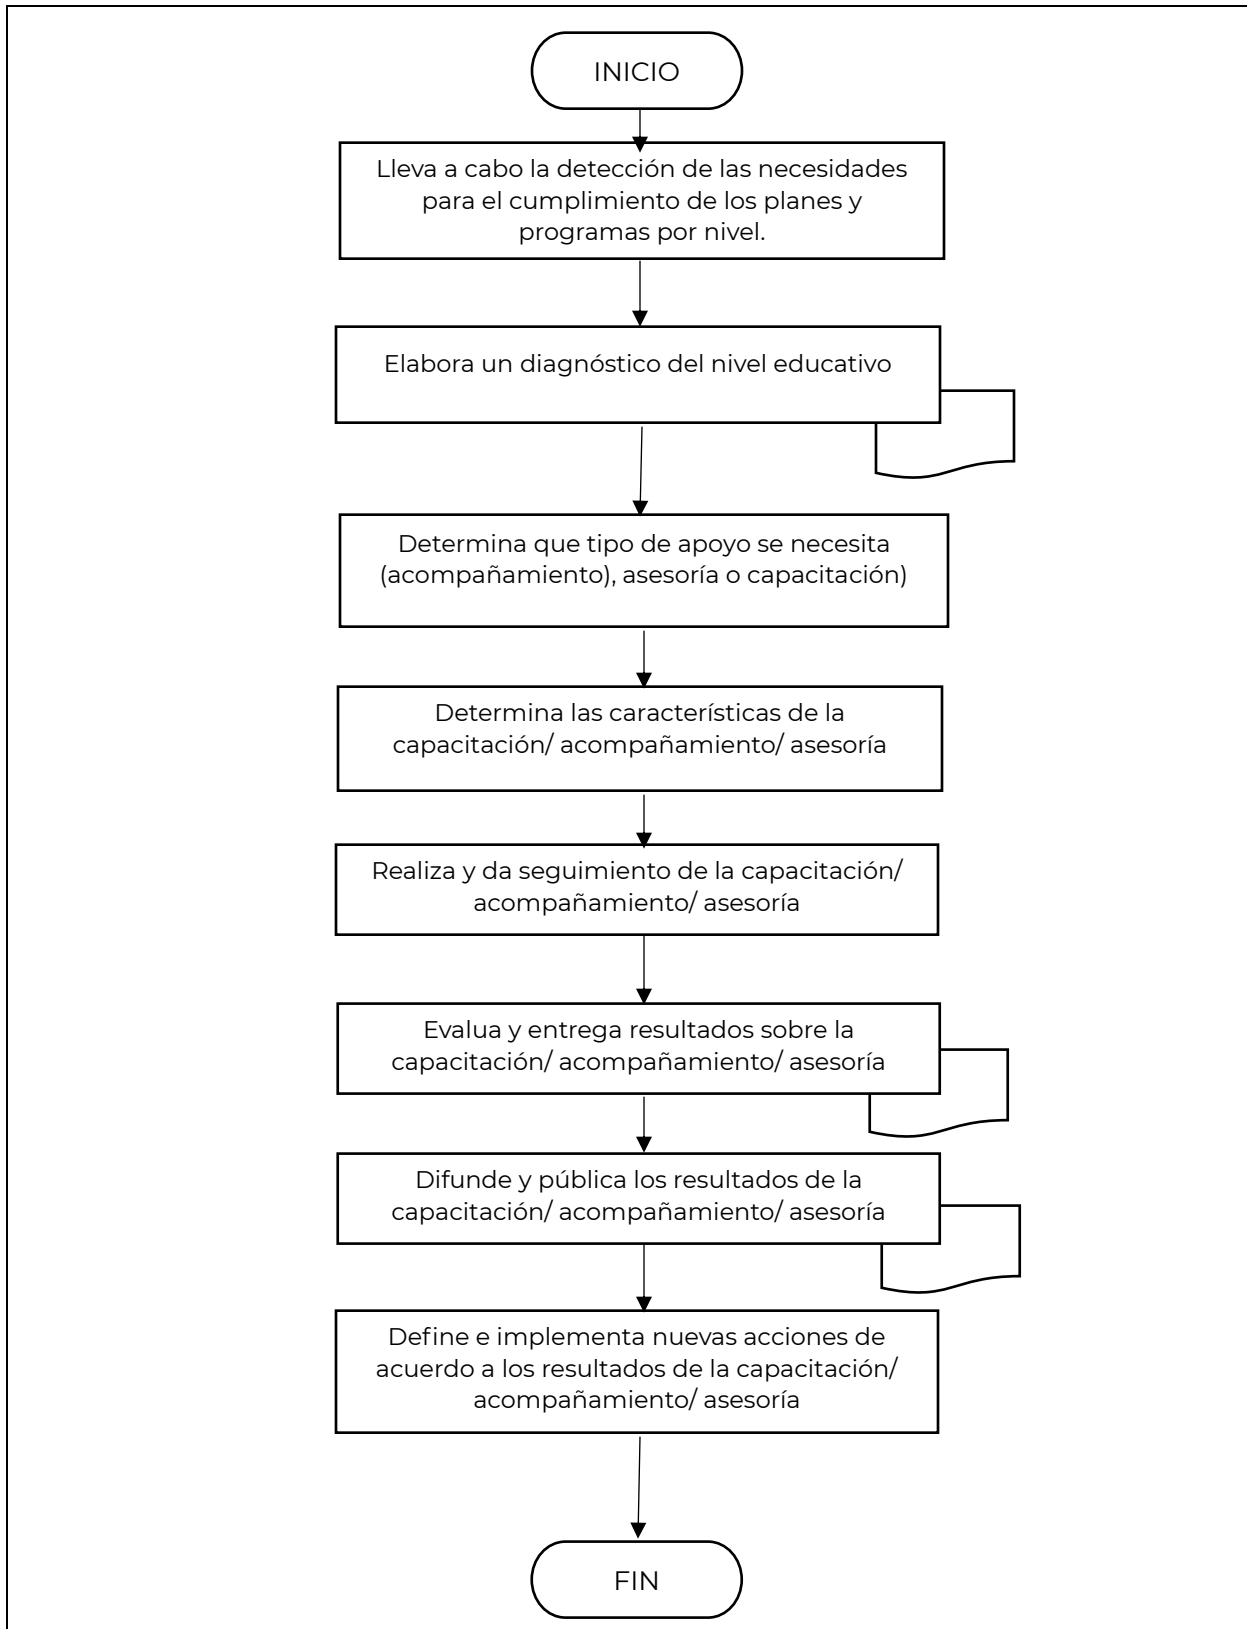 INICIO
Lleva a cabo la detección de las necesidades
para el cumplimiento de los planes y
programas por nivel.
Elabora un diagnóstico del nivel educativo
Determina que tipo de apoyo se necesita
(acompañamiento), asesoría o capacitación)
Determina las características de la
capacitación/ acompañamiento/ asesoría
Realiza y da seguimiento de la capacitación/
acompañamiento/ asesoría
Evalua y entrega resultados sobre la
capacitación/ acompañamiento/ asesoría
Difunde y pública los resultados de la
capacitación/ acompañamiento/ asesoría
Define e implementa nuevas acciones de
acuerdo a los resultados de la capacitación/
acompañamiento/ asesoría
FIN